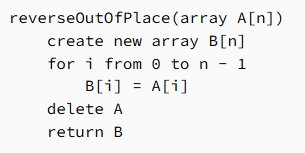 reverseOutOfPlace(array A[n])
    create new array B[n]
    for i from 0 to n - 1
        B[i] = A[i]
    delete A
    return B